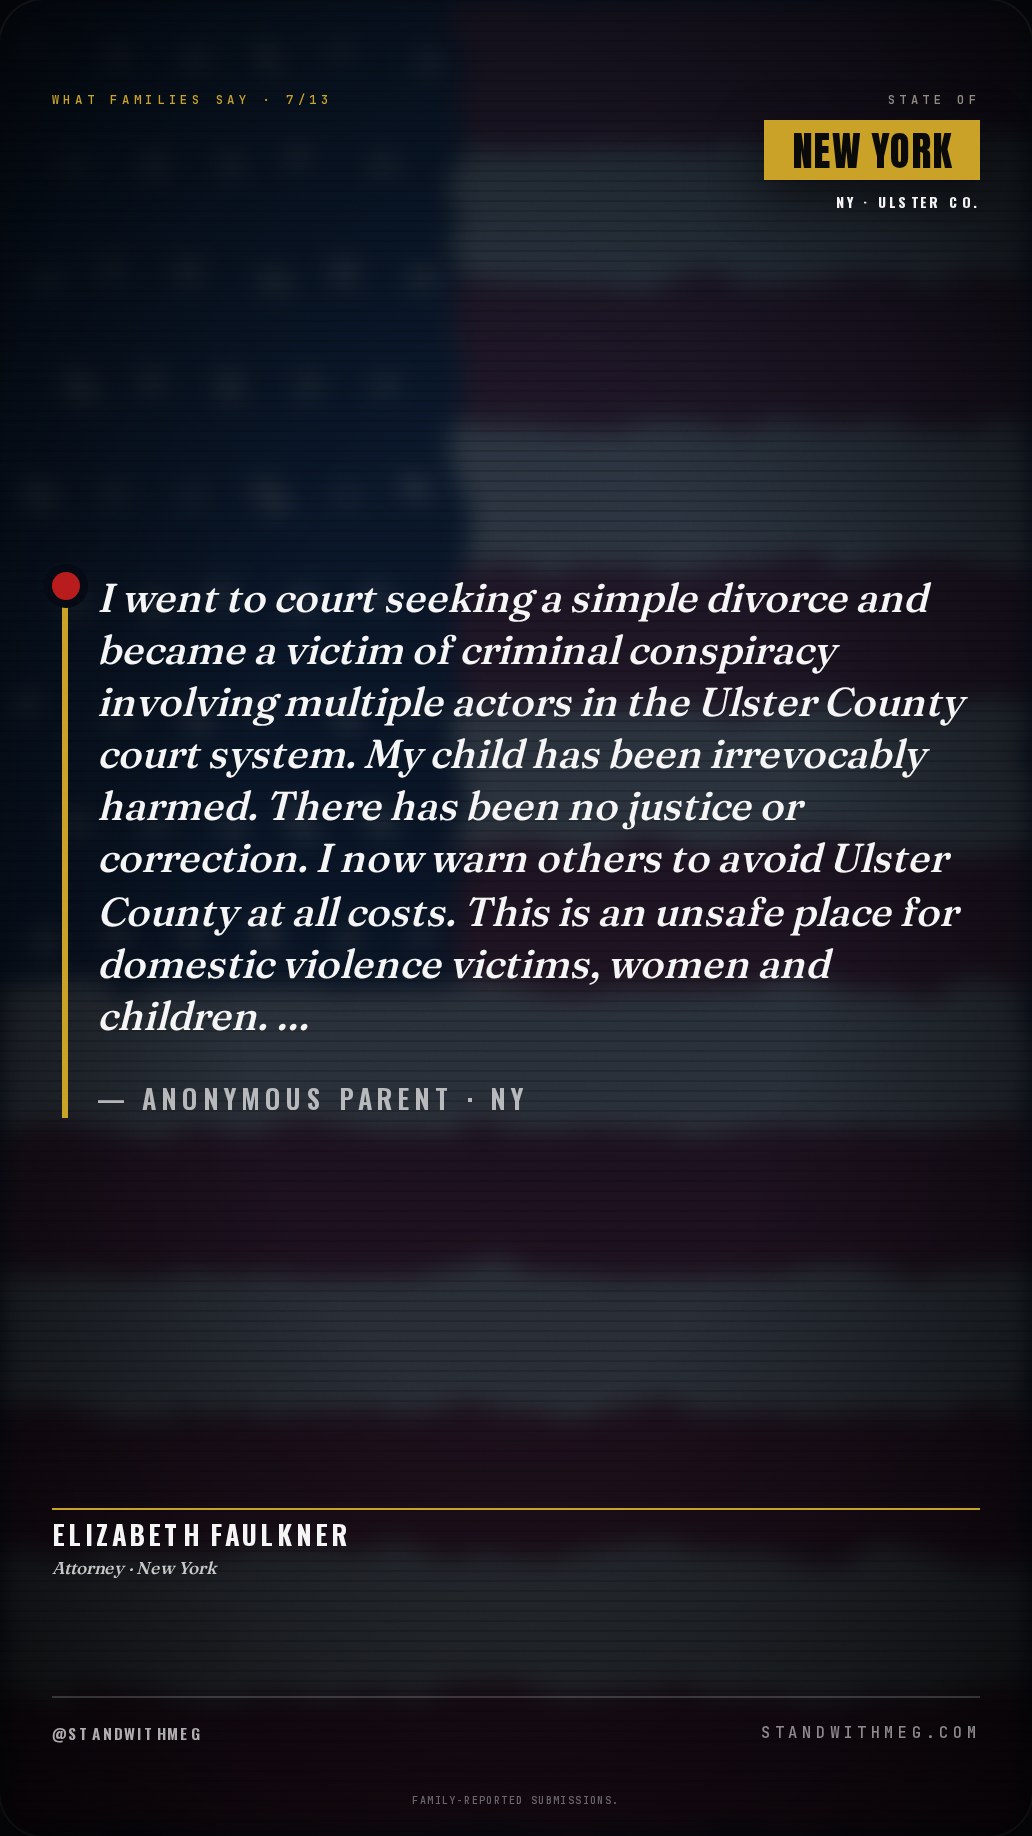 WHAT FAMILIES SAY · 7/13
STATE OF
NEW YORK
NY · ULSTER CO.
I went to court seeking a simple divorce and
became a victim of criminal conspiracy
involving multiple actors in the Ulster County
court system. My child has been irrevocably
harmed. There has been no justice or
correction. I now warn others to avoid Ulster
County at all costs. This is an unsafe place for
domestic violence victims, women and
children. ...
— ANONYMOUS PARENT · NY
ELIZABETH FAULKNER
Attorney · New York
@STANDWITHMEG
STANDWITHMEG.COM
FAMILY-REPORTED SUBMISSIONS.